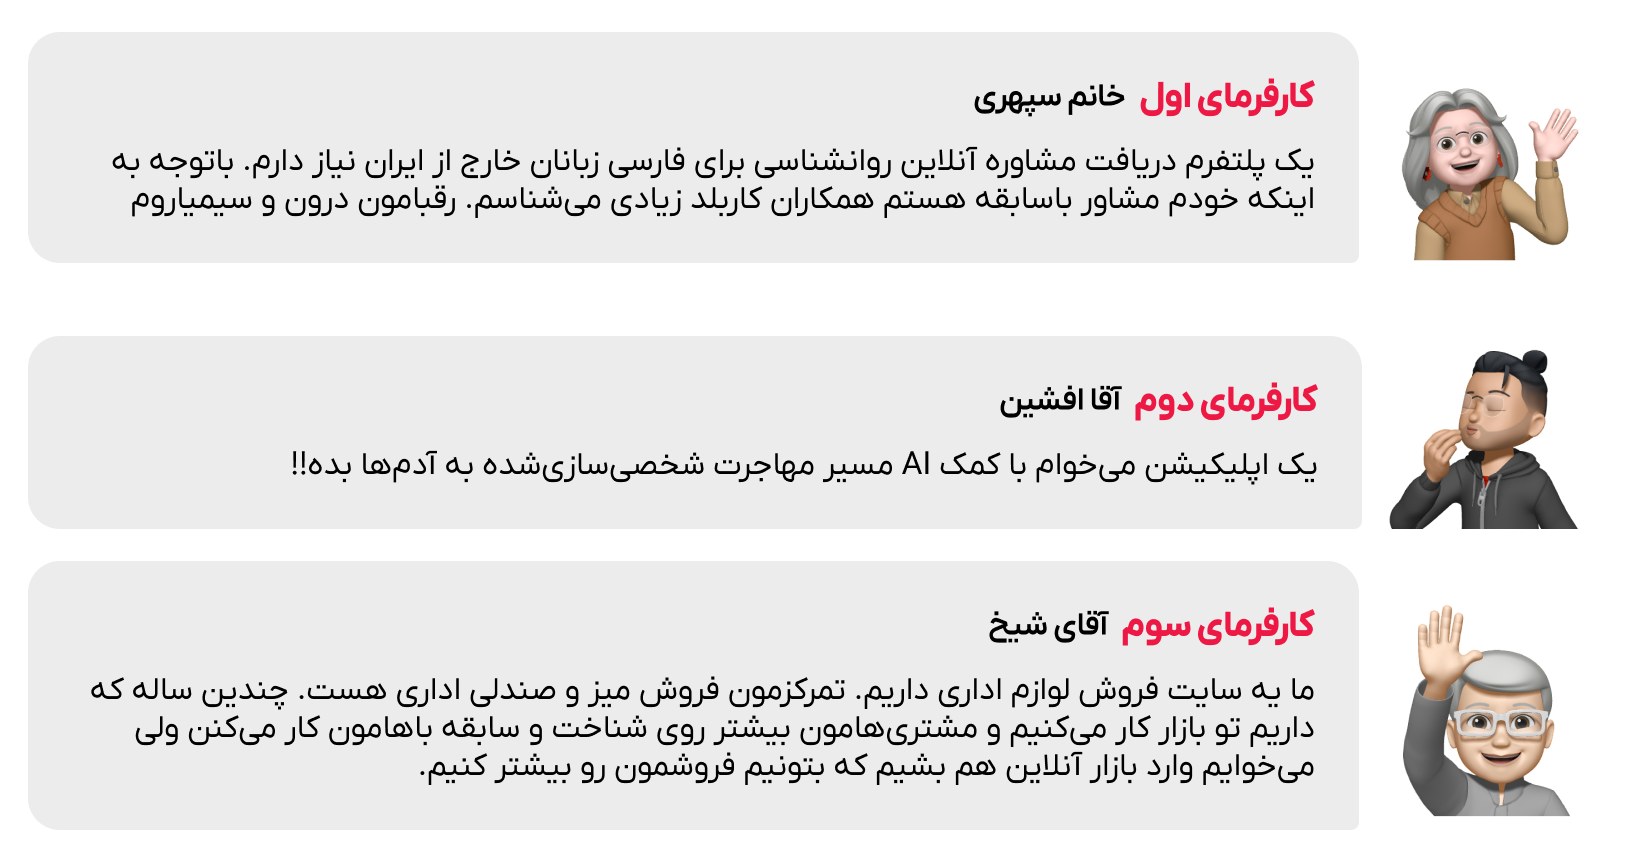 کارفرمای اول خانم سپهری
یک پلتفرم دریافت مشاوره آنلاین روانشناسی برای فارسی زبانان خارج از ایران نیاز دارم. باتوجه به
اینکه خودم مشاور باسابقه هستم همکاران کاربلد زیادی می‌شناسم. رقبامون درون و سیمیاروم
کارفرمای دوم آقا افشین
یک اپلیکیشن می‌خوام با کمک AI مسیر مهاجرت شخصی‌سازی‌شده به آدم‌ها بده!!
کارفرمای سوم آقای شیخ
ما یه سایت فروش لوازم اداری داریم. تمرکزمون فروش میز و صندلی اداری هست. چندین ساله که
داریم تو بازار کار می‌کنیم و مشتری‌هامون بیشتر روی شناخت و سابقه باهامون کار می‌کنن ولی
می‌خوایم وارد بازار آنلاین هم بشیم که بتونیم فروشمون رو بیشتر کنیم.